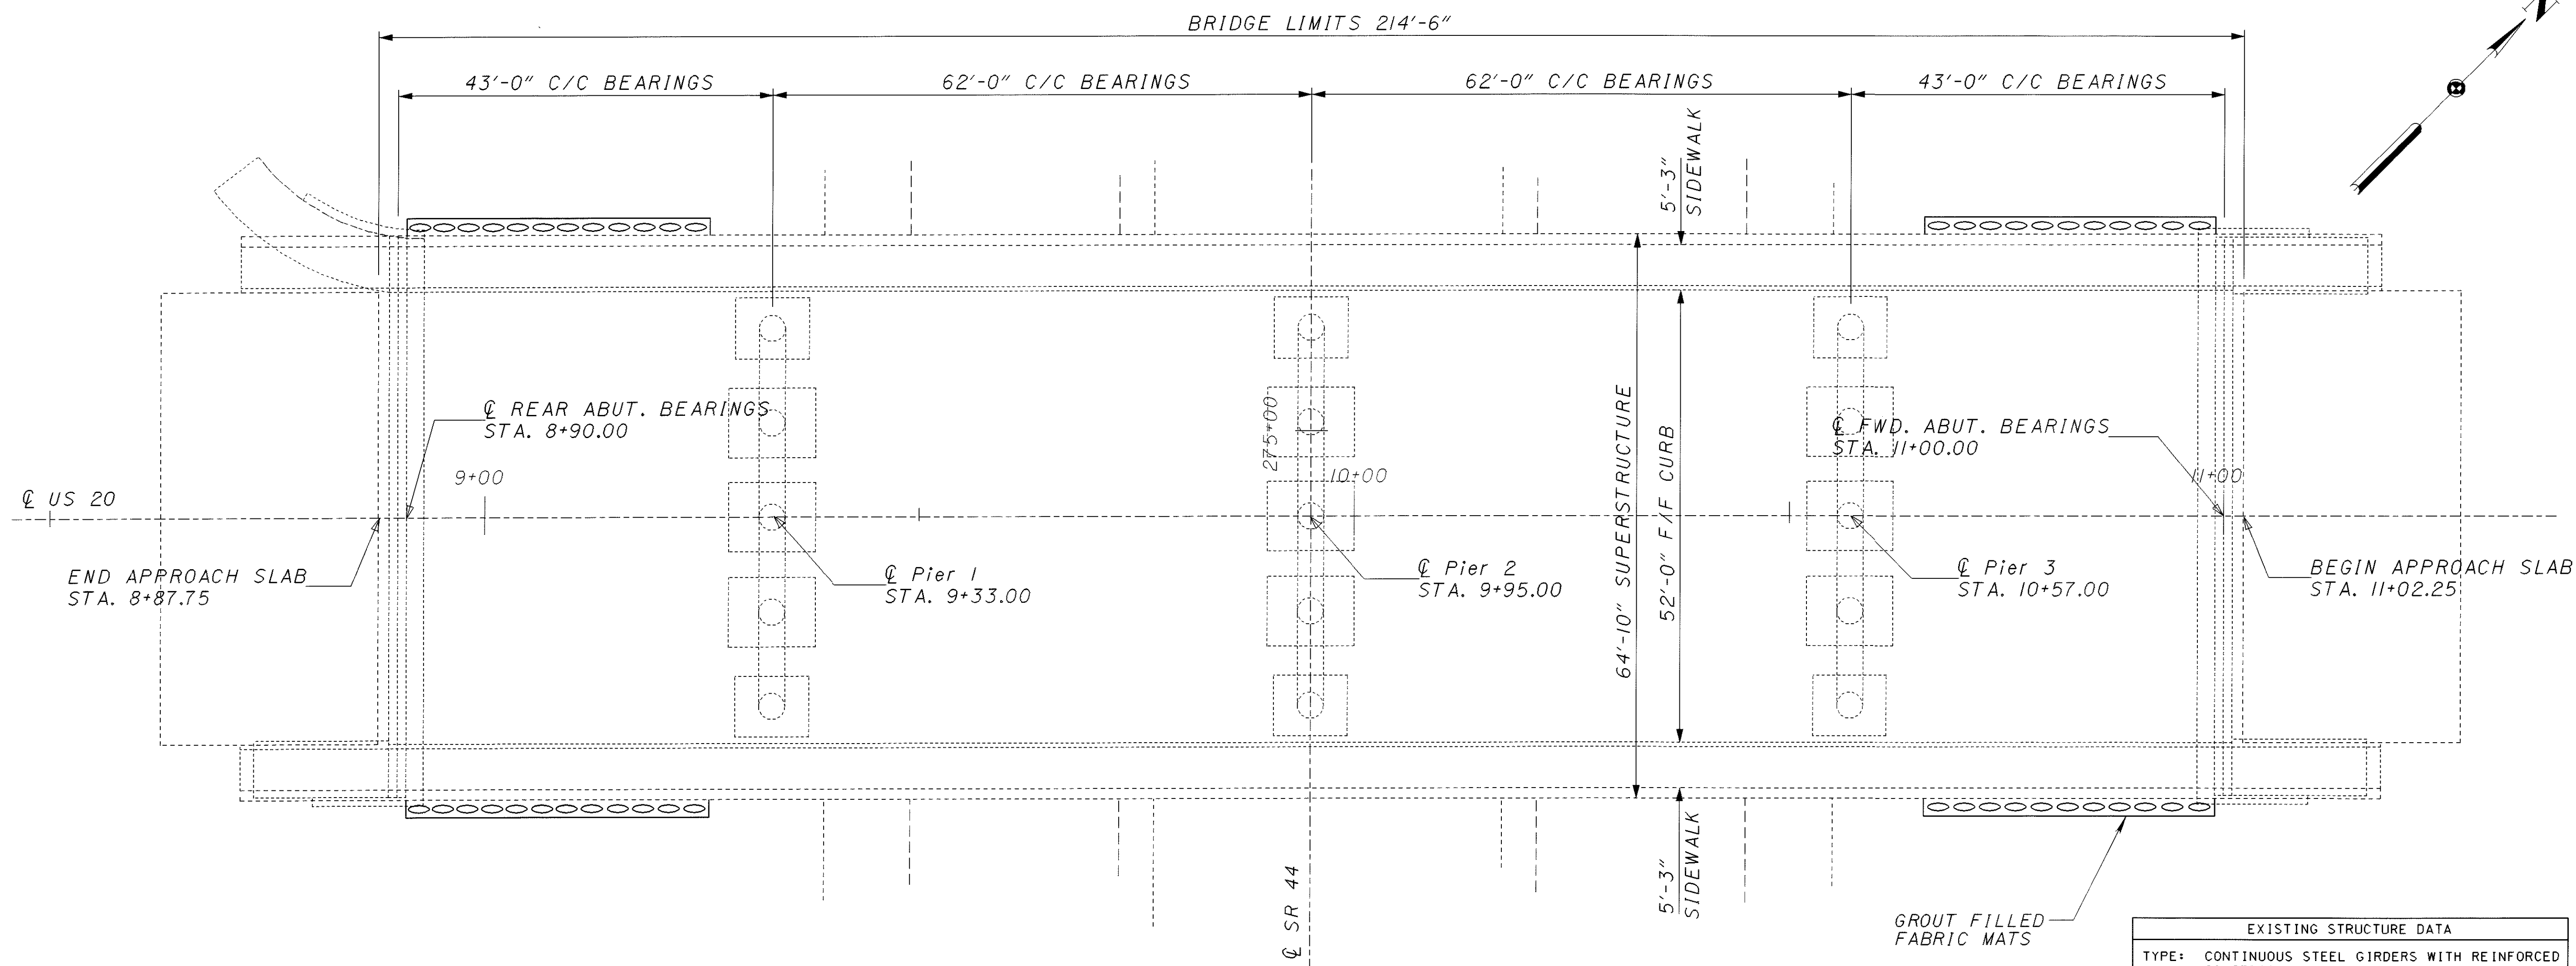 BRIDGE LIMITS 214'-6"
N
43'-0" C/C BEARINGS
62'-0" C/C BEARINGS
62'-0" C/C BEARINGS
43'-0" C/C BEARINGS
5'-3"
SIDEWALK
℄ REAR ABUT. BEARINGS
STA. 8+90.00
275+00
64'-10" SUPERSTRUCTURE
52'-0" F/F CURB
℄ FWD. ABUT. BEARINGS
STA. 11+00.00
9+00
10+00
11+00
℄ US 20
END APPROACH SLAB
STA. 8+87.75
℄ Pier 1
STA. 9+33.00
℄ Pier 2
STA. 9+95.00
℄ Pier 3
STA. 10+57.00
BEGIN APPROACH SLAB
STA. 11+02.25
℄ SR 44
5'-3"
SIDEWALK
GROUT FILLED
FABRIC MATS
EXISTING STRUCTURE DATA
TYPE: CONTINUOUS STEEL GIRDERS WITH REINFORCED